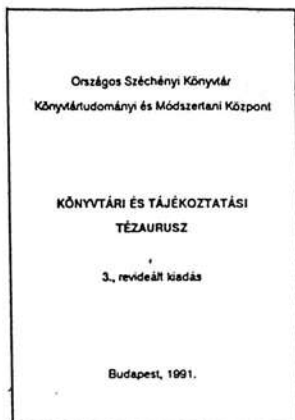 Országos Széchényi Könyvtár
Könyvtártudományi és Módszertani Központ
KÖNYVTÁRI ÉS TÁJÉKOZTATÁSI
TÉZAURUSZ
3., revideált kiadás
Budapest, 1991.